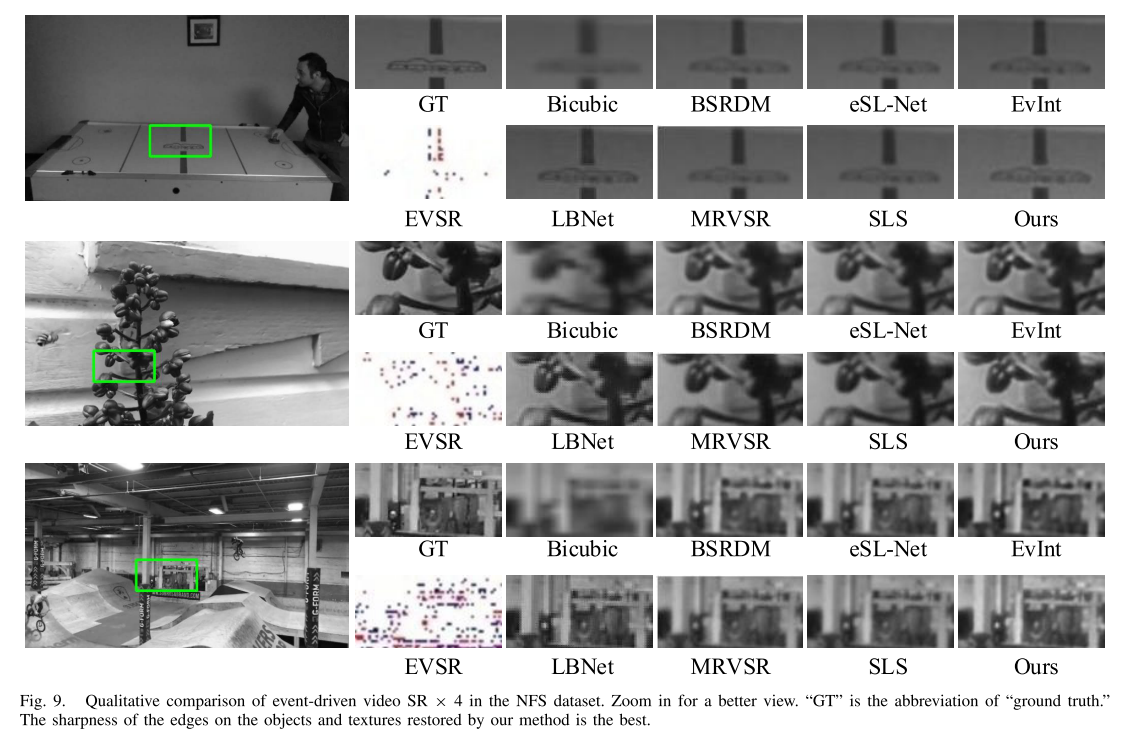 GT Bicubic BSRDM eSL-Net EvInt
EVSR LBNet MRVSR SLS Ours
GT Bicubic BSRDM eSL-Net EvInt
EVSR LBNet MRVSR SLS Ours
G-FORM
G-FORM
GT Bicubic BSRDM eSL-Net EvInt
EVSR LBNet MRVSR SLS Ours
Fig. 9. Qualitative comparison of event-driven video SR × 4 in the NFS dataset. Zoom in for a better view. “GT” is the abbreviation of “ground truth.”
The sharpness of the edges on the objects and textures restored by our method is the best.